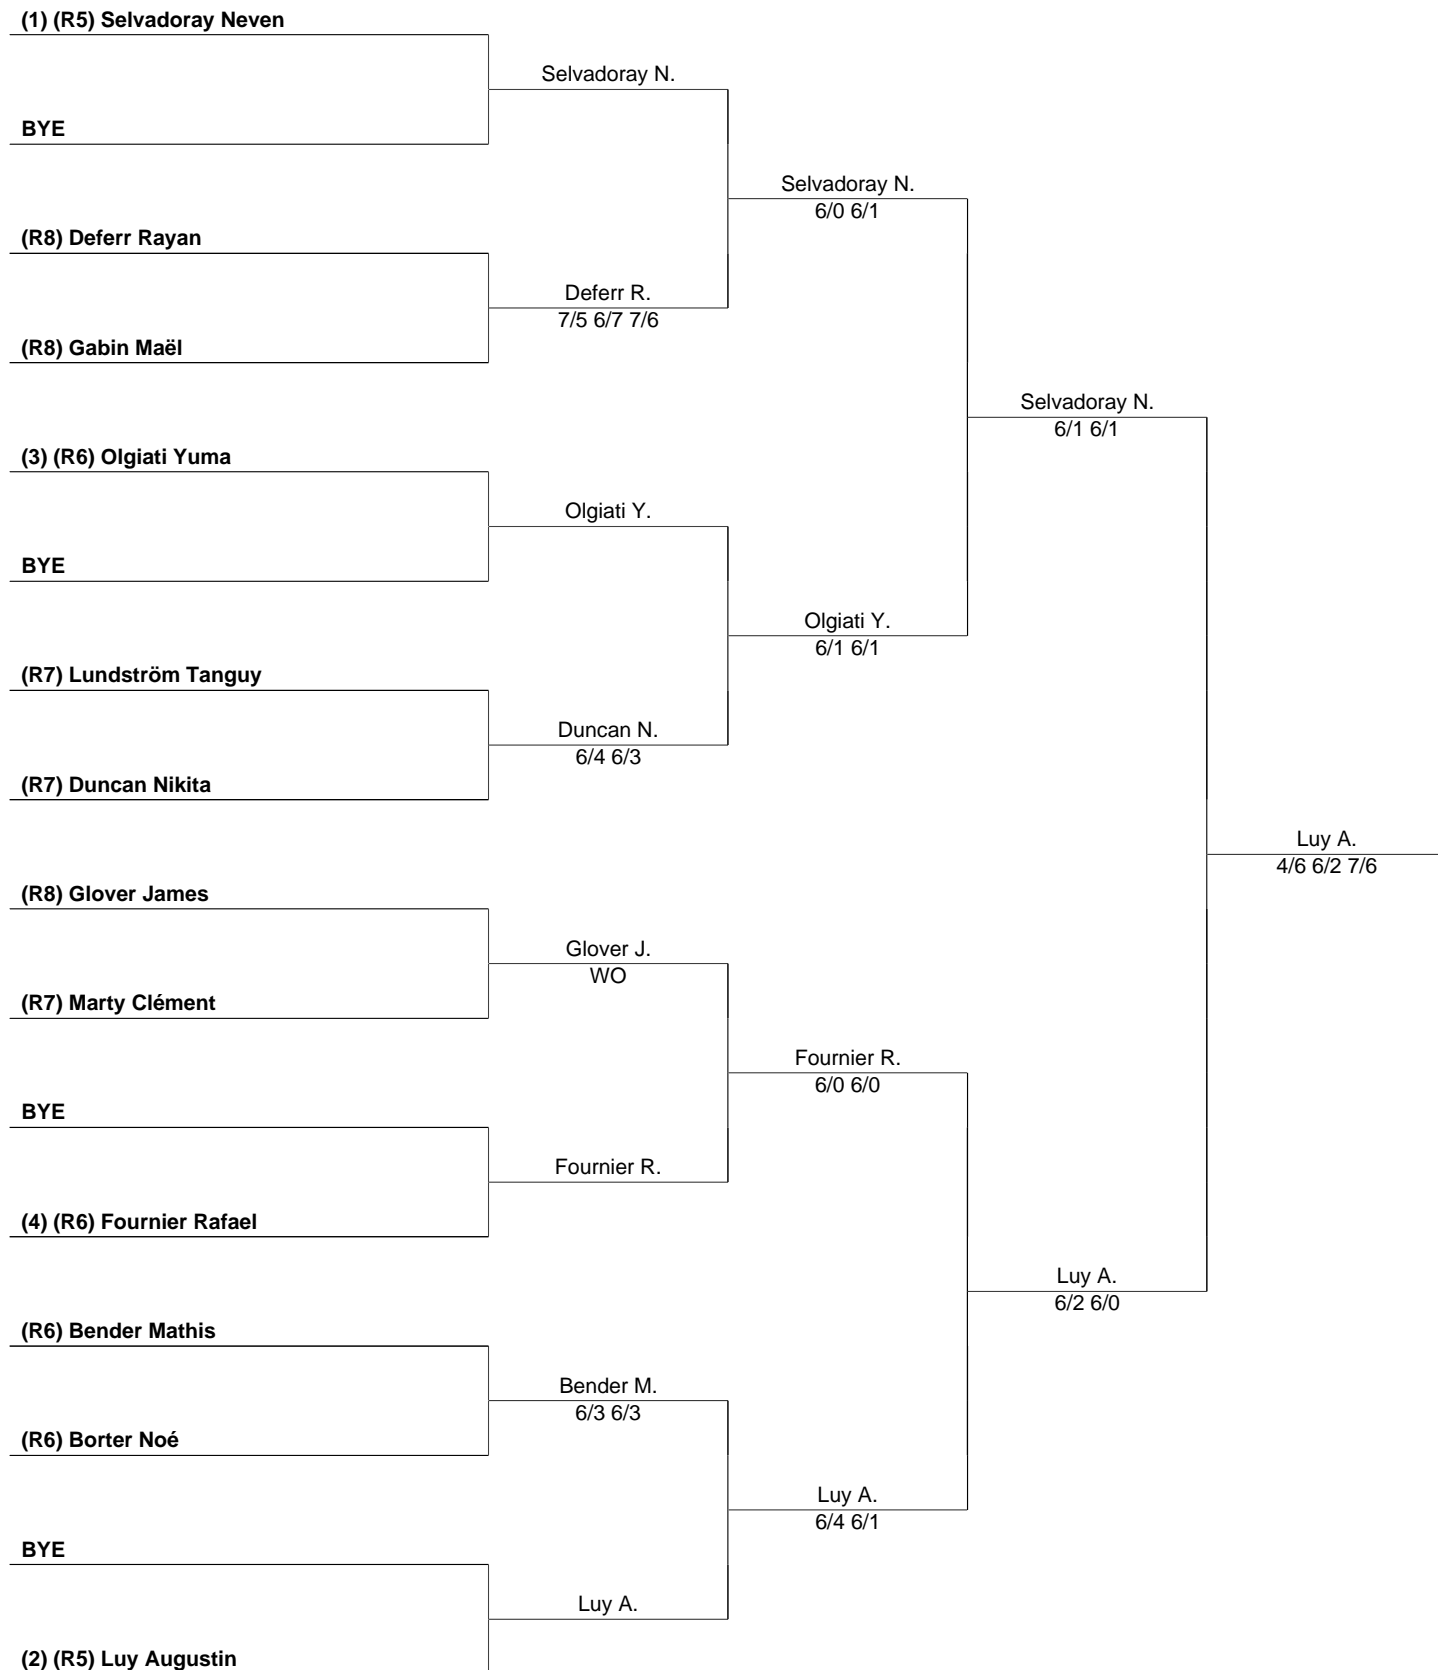 (1) (R5) Selvadoray Neven
Selvadoray N.
BYE
Selvadoray N.
6/0 6/1
(R8) Deferr Rayan
Deferr R.
7/5 6/7 7/6
(R8) Gabin Maël
Selvadoray N.
6/1 6/1
(3) (R6) Olgiati Yuma
Olgiati Y.
BYE
Olgiati Y.
6/1 6/1
(R7) Lundström Tanguy
Duncan N.
6/4 6/3
(R7) Duncan Nikita
Luy A.
4/6 6/2 7/6
(R8) Glover James
Glover J.
WO
(R7) Marty Clément
Fournier R.
6/0 6/0
BYE
Fournier R.
(4) (R6) Fournier Rafael
Luy A.
6/2 6/0
(R6) Bender Mathis
Bender M.
6/3 6/3
(R6) Borter Noé
Luy A.
6/4 6/1
BYE
Luy A.
(2) (R5) Luy Augustin